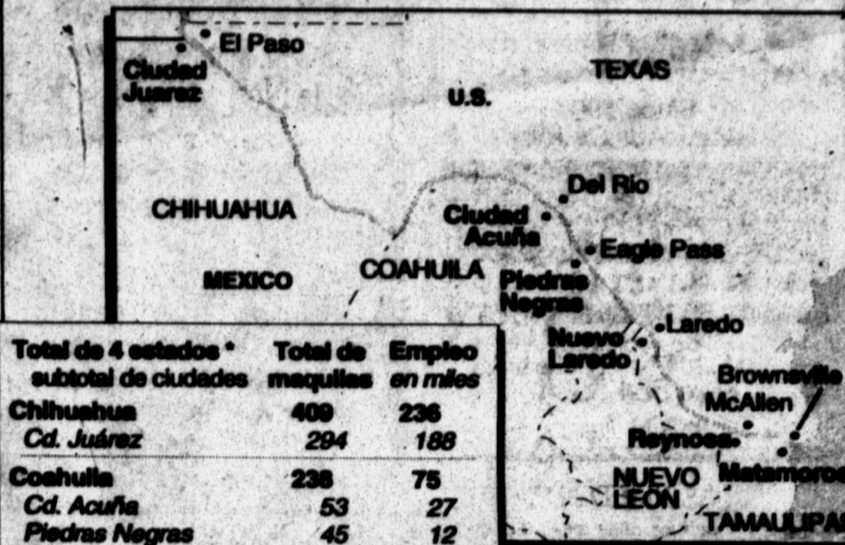 El Paso
Ciudad
Juarez
TEXAS
U.S.
CHIHUAHUA
Del Rio
Ciudad
Acuña
Eagle Pass
MEXICO
COAHUILA
Piedras
Negras
Nuevo
Laredo
Laredo
Brownsville
McAllen
Reynosa
Matamoros
NUEVO
LEÓN
TAMAULIPAS
Total de 4 estados * Total de Empleo
subtotal de ciudades maquilas en miles
Chihuahua 409 236
Cd. Juárez 294 188
Coahuila 238 75
Cd. Acuña 53 27
Piedras Negras 45 12